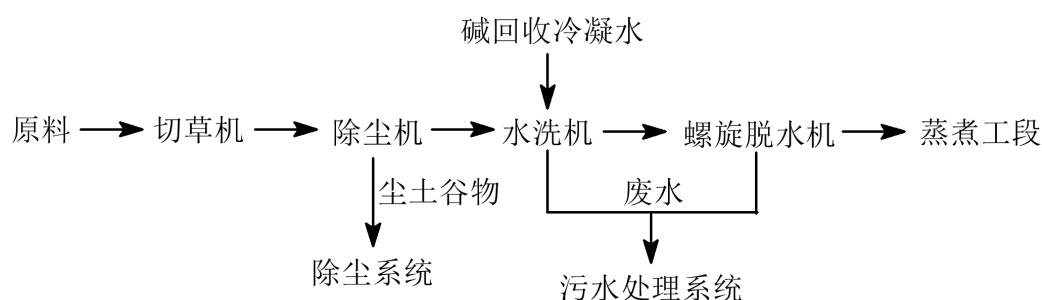 碱回收冷凝水
原料 切草机 除尘机 水洗机 螺旋脱水机 蒸煮工段
尘土谷物 废水
除尘系统
污水处理系统